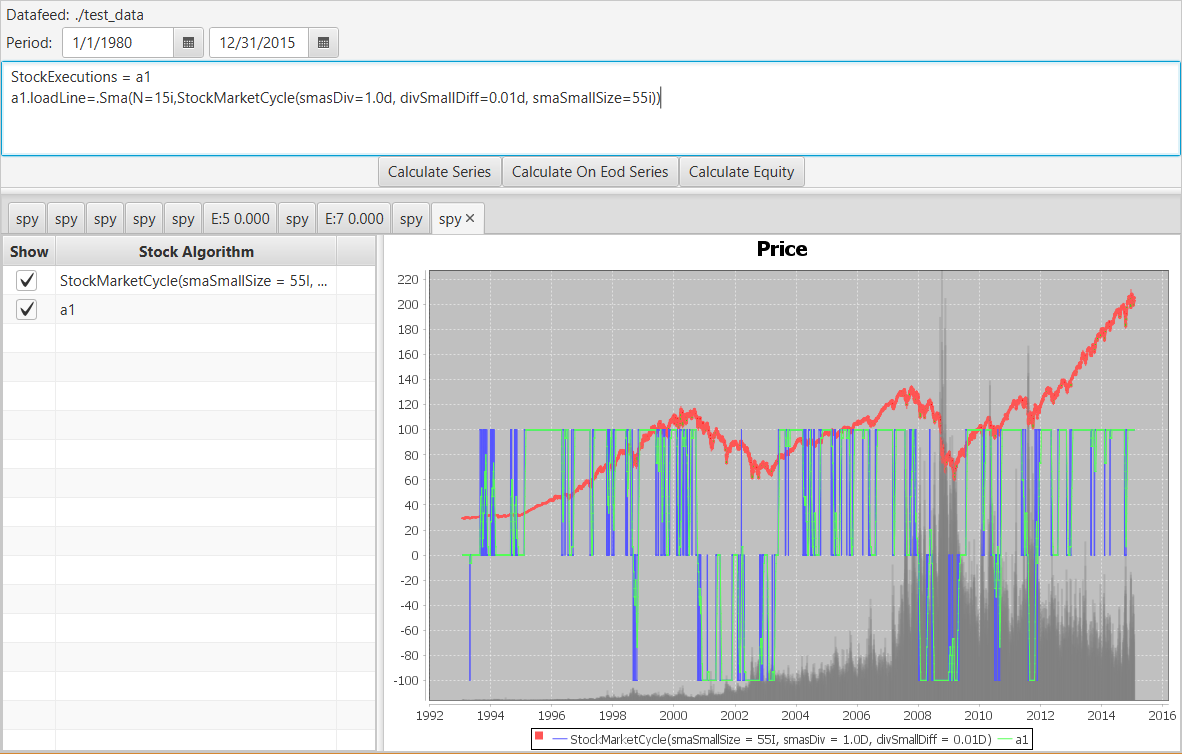 Datafeed: ./test_data
Period: 1/1/1980 12/31/2015
StockExecutions = a1
a1.loadLine=.Sma(N=15i,StockMarketCycle(smasDiv=1.0d, divSmallDiff=0.01d, smaSmallSize=55i))
Calculate Series Calculate On Eod Series Calculate Equity
spy spy spy spy spy E:5 0.000 spy E:7 0.000 spy spy ✕
Show Stock Algorithm
StockMarketCycle(smaSmallSize = 55I, ...
a1
Price
220
200
180
160
140
120
100
80
60
40
20
0
-20
-40
-60
-80
-100
1992 1994 1996 1998 2000 2002 2004 2006 2008 2010 2012 2014 2016
StockMarketCycle(smaSmallSize = 55I, smasDiv = 1.0D, divSmallDiff = 0.01D) a1